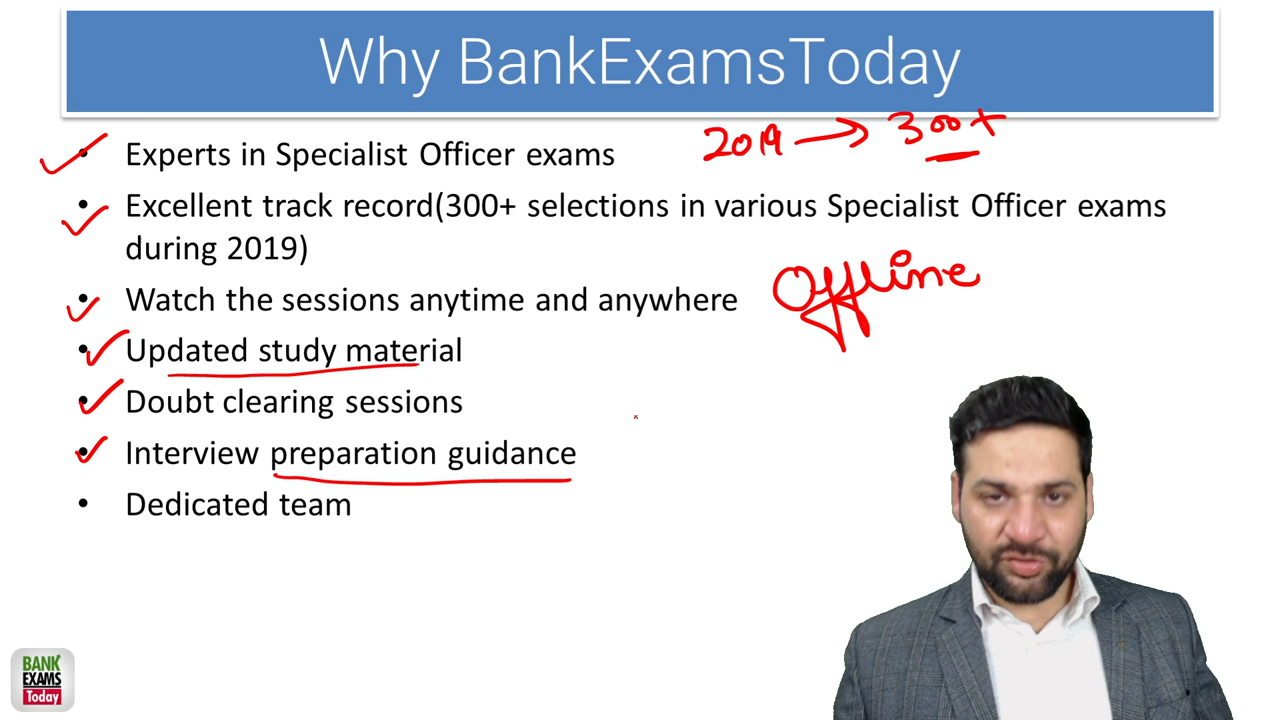 Why BankExamsToday
2019 → 300+
• Experts in Specialist Officer exams
• Excellent track record(300+ selections in various Specialist Officer exams
during 2019)
Offline
• Watch the sessions anytime and anywhere
• Updated study material
• Doubt clearing sessions
• Interview preparation guidance
• Dedicated team
BANK
EXAMS
Today